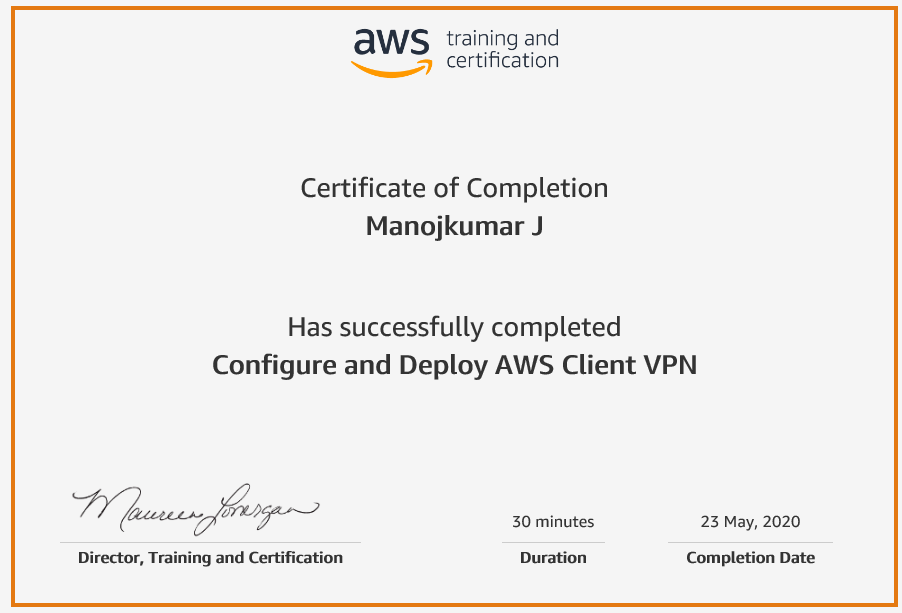 aws training and
certification
Certificate of Completion
Manojkumar J
Has successfully completed
Configure and Deploy AWS Client VPN
Maureen Lonergan
30 minutes
23 May, 2020
Director, Training and Certification
Duration
Completion Date